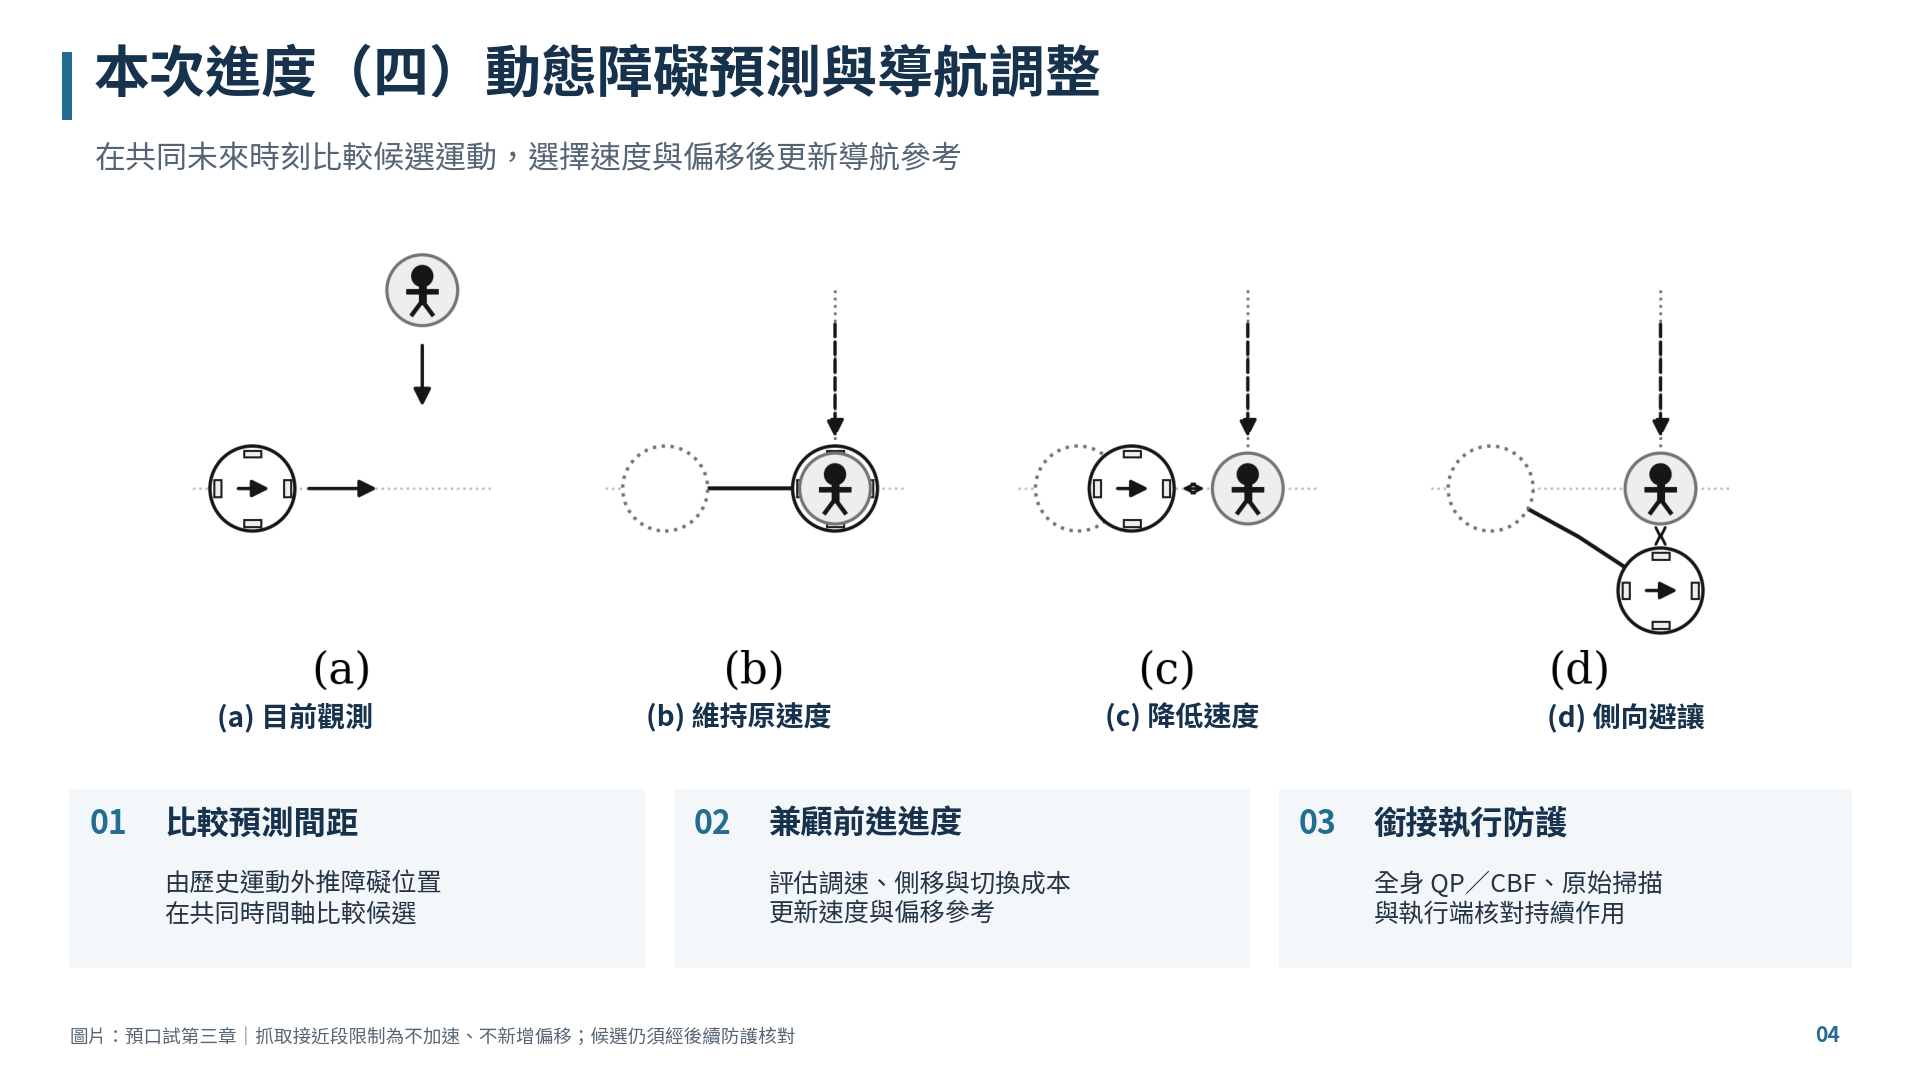 本次進度（四）動態障礙預測與導航調整
在共同未來時刻比較候選運動，選擇速度與偏移後更新導航參考
(a)
(b)
(c)
(d)
(a) 目前觀測
(b) 維持原速度
(c) 降低速度
(d) 側向避讓
01 比較預測間距
由歷史運動外推障礙位置
在共同時間軸比較候選
02 兼顧前進進度
評估調速、側移與切換成本
更新速度與偏移參考
03 銜接執行防護
全身 QP／CBF、原始掃描
與執行端核對持續作用
圖片：預口試第三章｜抓取接近段限制為不加速、不新增偏移；候選仍須經後續防護核對
04